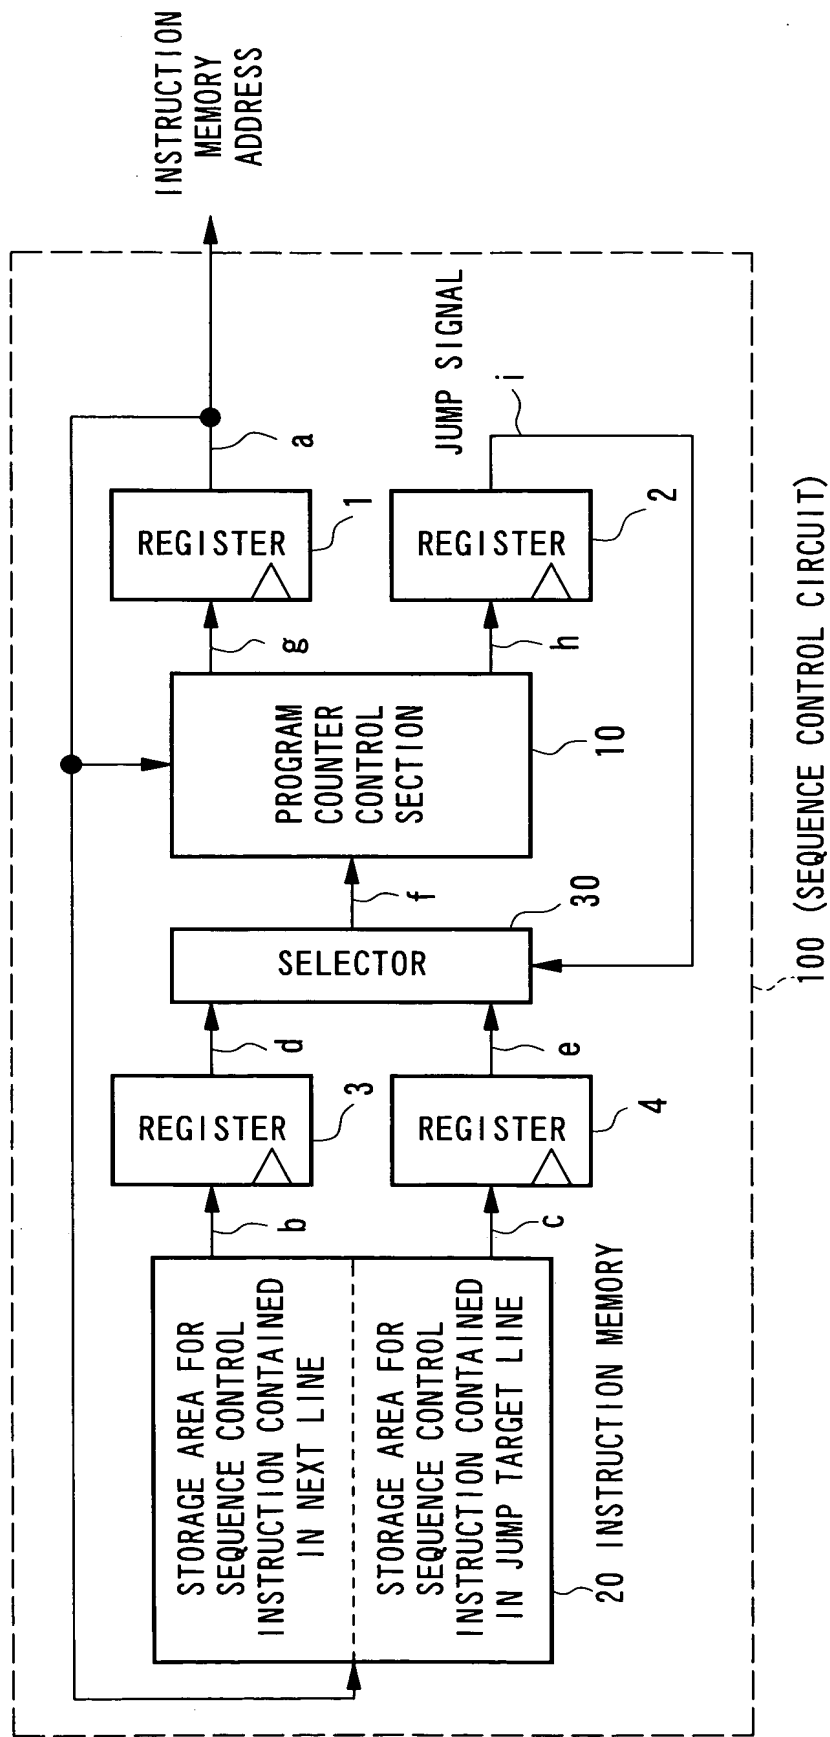 INSTRUCTION
MEMORY
ADDRESS
JUMP SIGNAL
a
i
REGISTER
1
REGISTER
2
g
h
PROGRAM
COUNTER
CONTROL
SECTION
10
f
SELECTOR
30
d
e
REGISTER
3
REGISTER
4
b
c
STORAGE AREA FOR
SEQUENCE CONTROL
INSTRUCTION CONTAINED
IN NEXT LINE
STORAGE AREA FOR
SEQUENCE CONTROL
INSTRUCTION CONTAINED
IN JUMP TARGET LINE
20 INSTRUCTION MEMORY
100 (SEQUENCE CONTROL CIRCUIT)